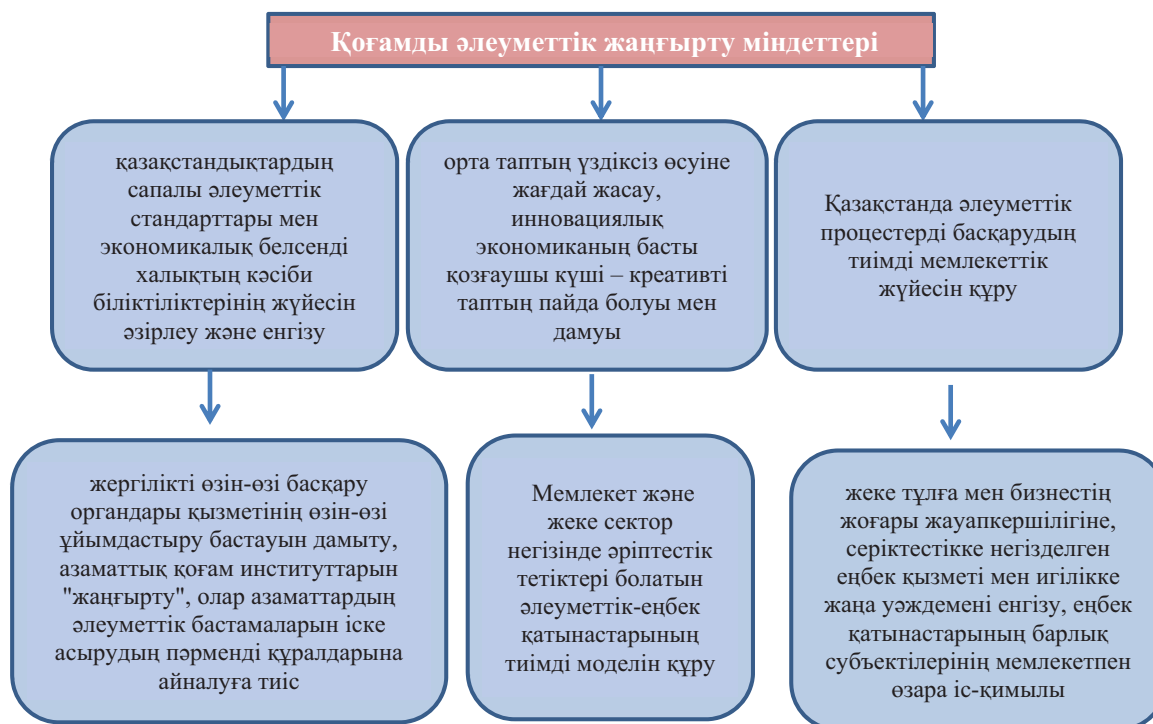 Қоғамды әлеуметтік жаңғырту міндеттері
қазақстандықтардың
сапалы әлеуметтік
стандарттары мен
экономикалық белсенді
халықтың кәсіби
біліктіліктерінің жүйесін
әзірлеу және енгізу
орта таптың үздіксіз өсуіне
жағдай жасау,
инновациялық
экономиканың басты
қозғаушы күші – креативті
таптың пайда болуы мен
дамуы
Қазақстанда әлеуметтік
процестерді басқарудың
тиімді мемлекеттік
жүйесін құру
жергілікті өзін-өзі басқару
органдары қызметінің өзін-өзі
ұйымдастыру бастауын дамыту,
азаматтық қоғам институттарын
"жаңғырту", олар азаматтардың
әлеуметтік бастамаларын іске
асырудың пәрменді құралдарына
айналуға тиіс
Мемлекет және
жеке сектор
негізінде әріптестік
тетіктері болатын
әлеуметтік-еңбек
қатынастарының
тиімді моделін құру
жеке тұлға мен бизнестің
жоғары жауапкершілігіне,
серіктестікке негізделген
еңбек қызметі мен игілікке
жаңа уәждемені енгізу, еңбек
қатынастарының барлық
субъектілерінің мемлекетпен
өзара іс-қимылы